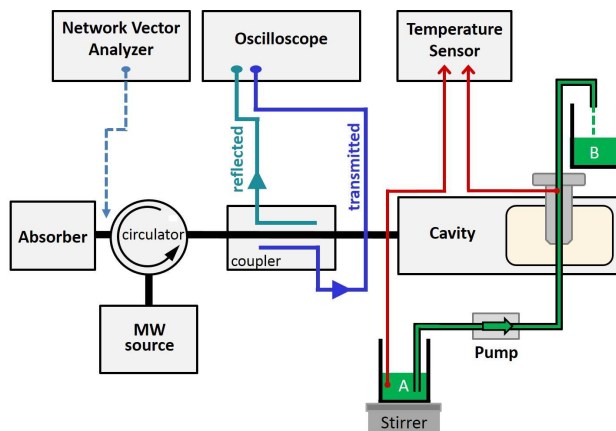 Network Vector
Analyzer
Oscilloscope
Temperature
Sensor
reflected
transmitted
B
Absorber
circulator
coupler
Cavity
MW
source
Pump
A
Stirrer